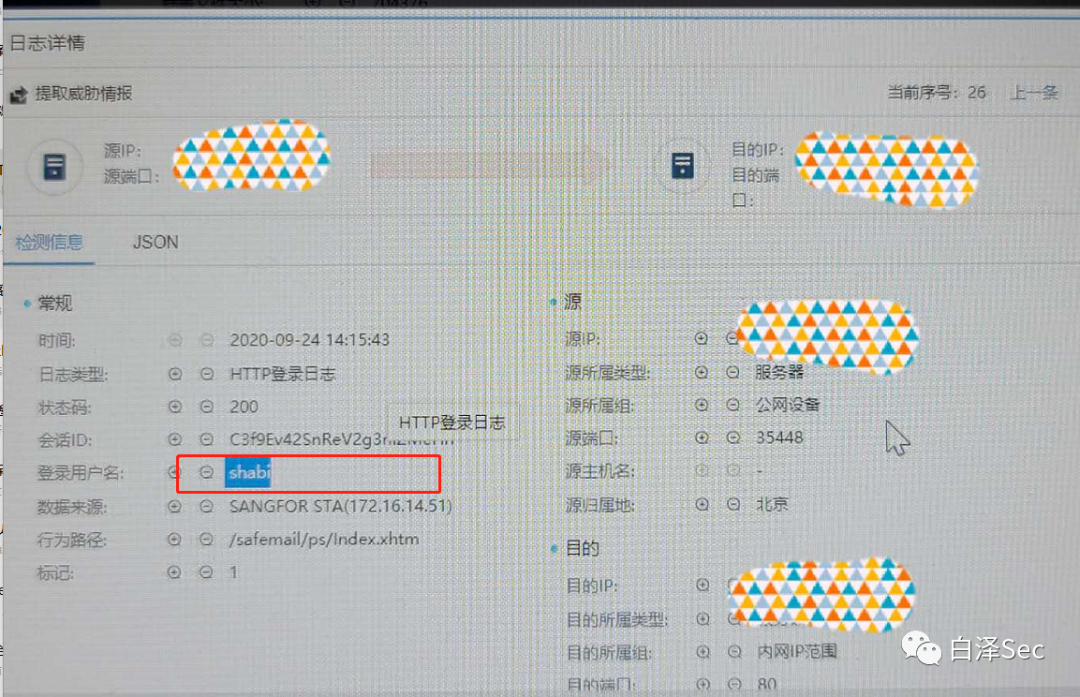 日志详情
提取威胁情报
当前序号：26 上一条
源IP:
源端口:
目的IP:
目的端
口:
检测信息 JSON
常规
时间: 2020-09-24 14:15:43
日志类型: HTTP登录日志
状态码: 200
HTTP登录日志
会话ID:
登录用户名: shabi
数据来源: SANGFOR STA(172.16.14.51)
行为路径: /safemail/ps/Index.xhtm
标记: 1
源
源IP:
源所属类型: 服务器
源所属组: 公网设备
源端口: 35448
源主机名: -
源归属地: 北京
目的
目的IP:
目的所属类型:
目的所属组: 内网IP范围
目的端口: 80
白泽Sec